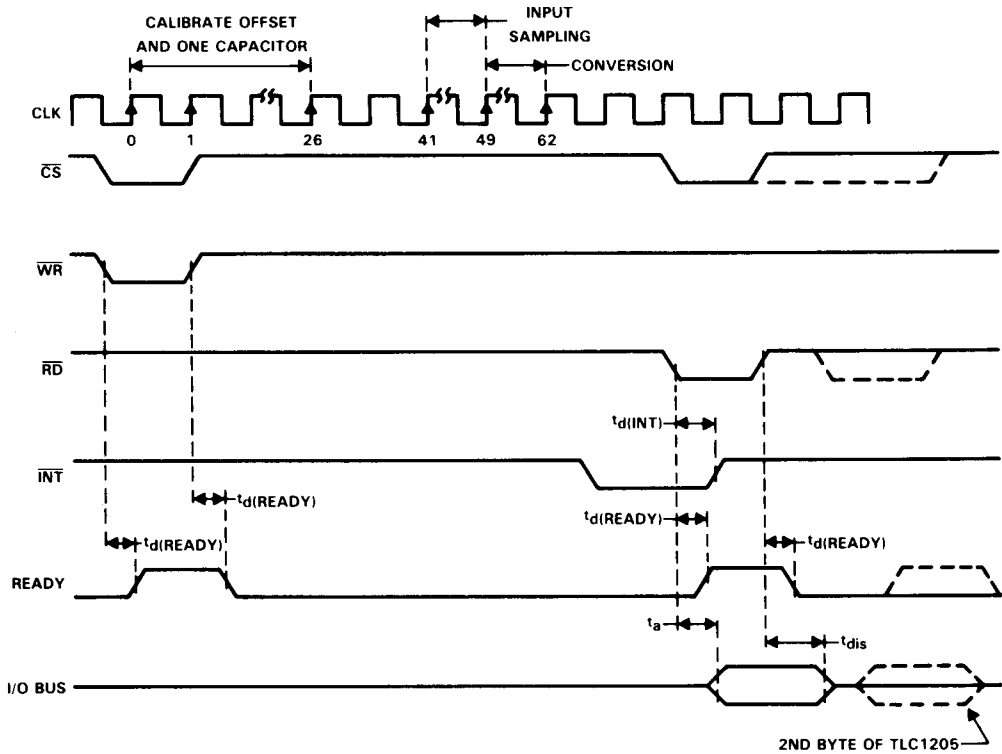 CALIBRATE OFFSET
AND ONE CAPACITOR
INPUT
SAMPLING
CONVERSION
CLK
0 1 26 41 49 62
CS
WR
RD
td(INT)
INT
td(READY)
td(READY)
td(READY)
td(READY)
READY
ta
tdis
I/O BUS
2ND BYTE OF TLC1205